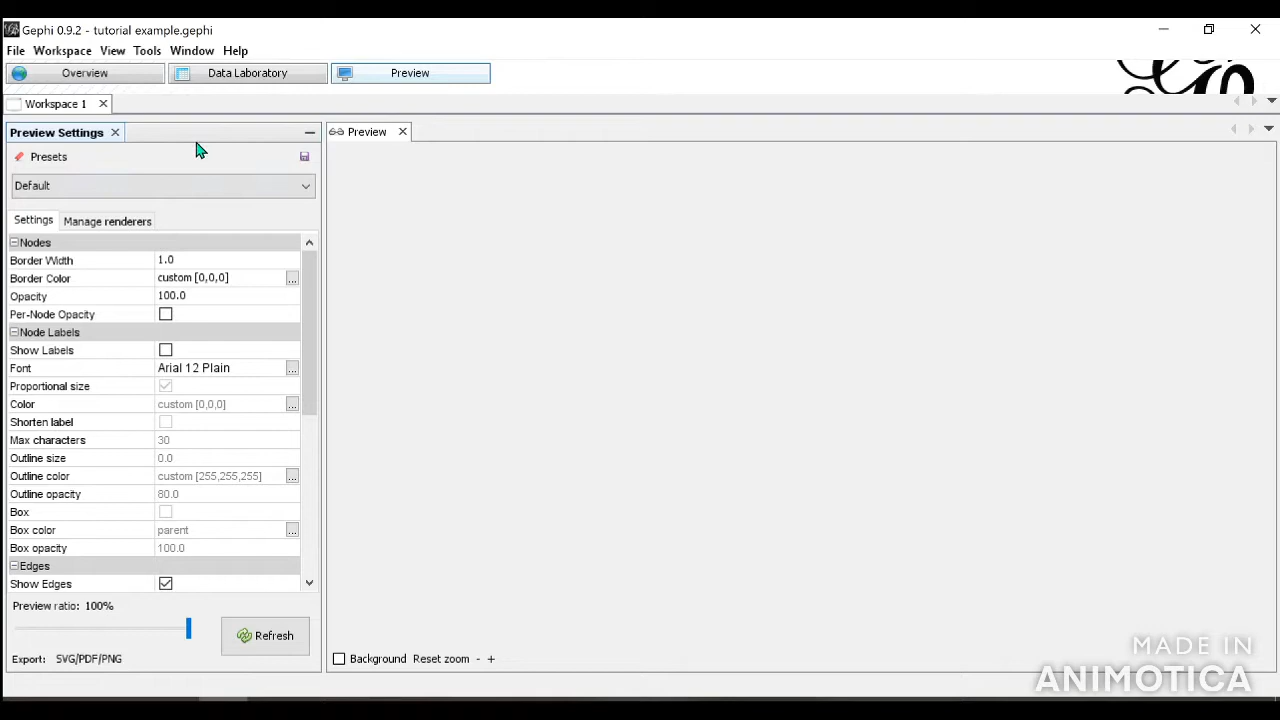 Gephi 0.9.2 - tutorial example.gephi
File Workspace View Tools Window Help
Overview Data Laboratory Preview
Workspace 1
Preview Settings
Preview
Presets
Default
Settings Manage renderers
Nodes
Border Width 1.0
Border Color custom [0,0,0] ...
Opacity 100.0
Per-Node Opacity
Node Labels
Show Labels
Font Arial 12 Plain ...
Proportional size
Color custom [0,0,0] ...
Shorten label
Max characters 30
Outline size 0.0
Outline color custom [255,255,255] ...
Outline opacity 80.0
Box
Box color parent ...
Box opacity 100.0
Edges
Show Edges
Preview ratio: 100%
Refresh
Export: SVG/PDF/PNG
Background Reset zoom - +
MADE IN
ANIMOTICA